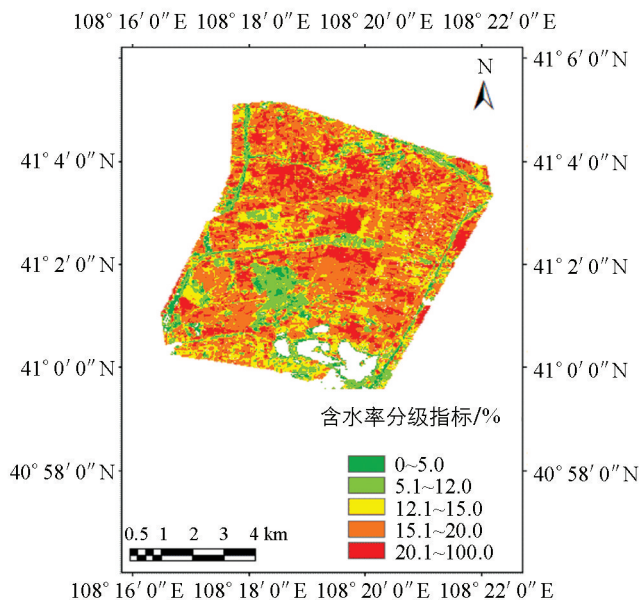 108° 16′ 0″E 108° 18′ 0″E 108° 20′ 0″E 108° 22′ 0″E
N
41° 6′ 0″N
41° 4′ 0″N 41° 4′ 0″N
41° 2′ 0″N 41° 2′ 0″N
41° 0′ 0″N 41° 0′ 0″N
含水率分级指标/%
40° 58′ 0″N 40° 58′ 0″N
0~5.0
5.1~12.0
12.1~15.0
15.1~20.0
20.1~100.0
0.5 1 2 3 4 km
108° 16′ 0″E 108° 18′ 0″E 108° 20′ 0″E 108° 22′ 0″E